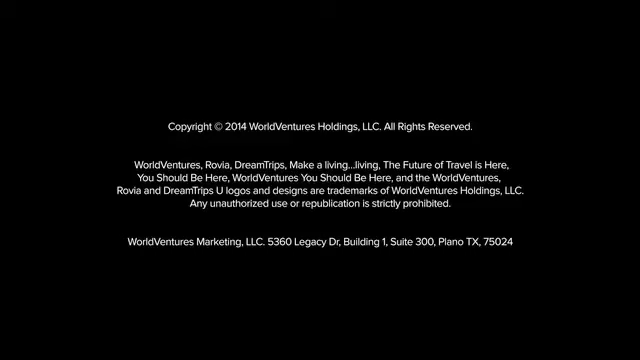 Copyright © 2014 WorldVentures Holdings, LLC. All Rights Reserved.
WorldVentures, Rovia, DreamTrips, Make a living...living, The Future of Travel is Here,
You Should Be Here, WorldVentures You Should Be Here, and the WorldVentures,
Rovia and DreamTrips U logos and designs are trademarks of WorldVentures Holdings, LLC.
Any unauthorized use or republication is strictly prohibited.
WorldVentures Marketing, LLC. 5360 Legacy Dr, Building 1, Suite 300, Plano TX, 75024